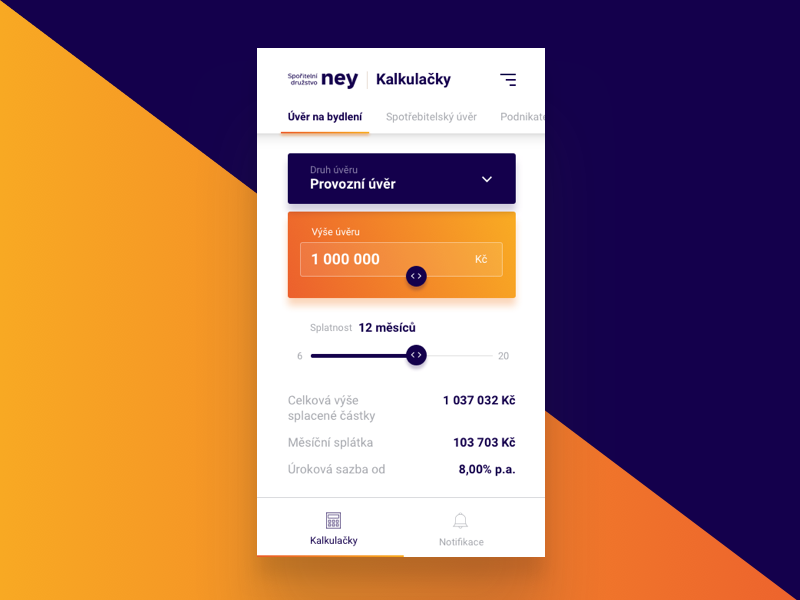 Spořitelní
družstvo
ney
Kalkulačky
Úvěr na bydlení
Spotřebitelský úvěr
Podnikate
Druh úvěru
Provozní úvěr
Výše úvěru
1 000 000
Kč
Splatnost 12 měsíců
6
20
Celková výše
splacené částky
1 037 032 Kč
Měsíční splátka
103 703 Kč
Úroková sazba od
8,00% p.a.
Kalkulačky
Notifikace